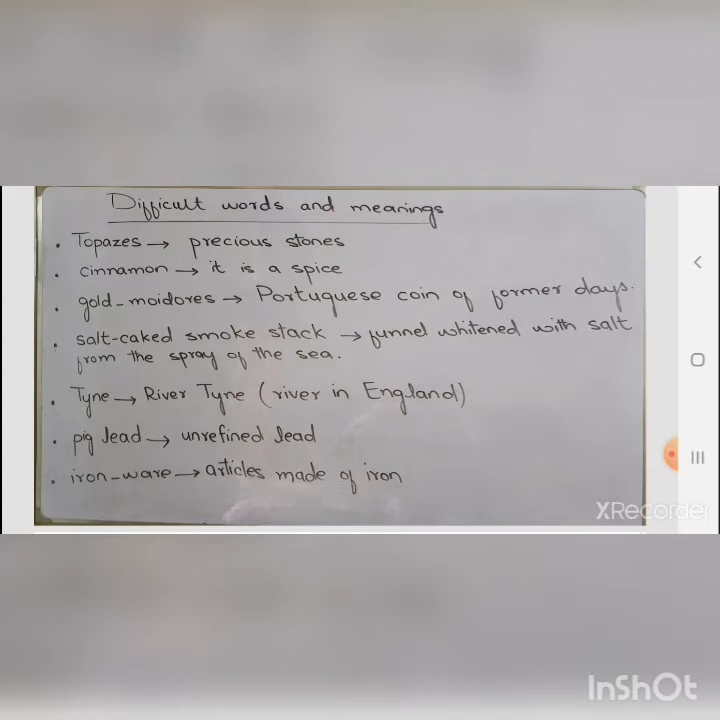 Difficult words and meanings
• Topazes → precious stones
• cinnamon → it is a spice
• gold-moidores → Portuguese coin of former days.
• salt-caked smoke stack → funnel whitened with salt
from the spray of the sea.
• Tyne → River Tyne (river in England)
• pig lead → unrefined lead
• iron-ware → articles made of iron
XRecorder
InShOt